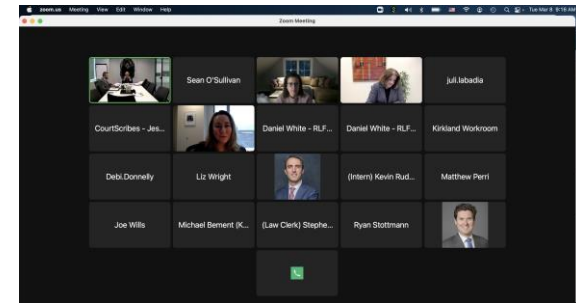 zoom.us Meeting View Edit Window Help
Tue Mar 8 9:16 AM
Zoom Meeting
Sean O'Sullivan
juli.labadia
CourtScribes - Jes...
Daniel White - RLF...
Daniel White - RLF...
Kirkland Workroom
Debi.Donnelly
Liz Wright
(Intern) Kevin Rud...
Matthew Perri
Joe Wills
Michael Bement (K...
(Law Clerk) Stephe...
Ryan Stottmann